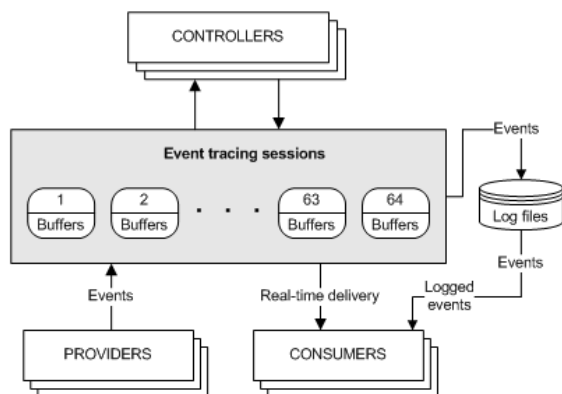 CONTROLLERS
Events
Event tracing sessions
1
Buffers
2
Buffers
. . .
63
Buffers
64
Buffers
Log files
Events
Events
Real-time delivery
Logged
events
PROVIDERS
CONSUMERS